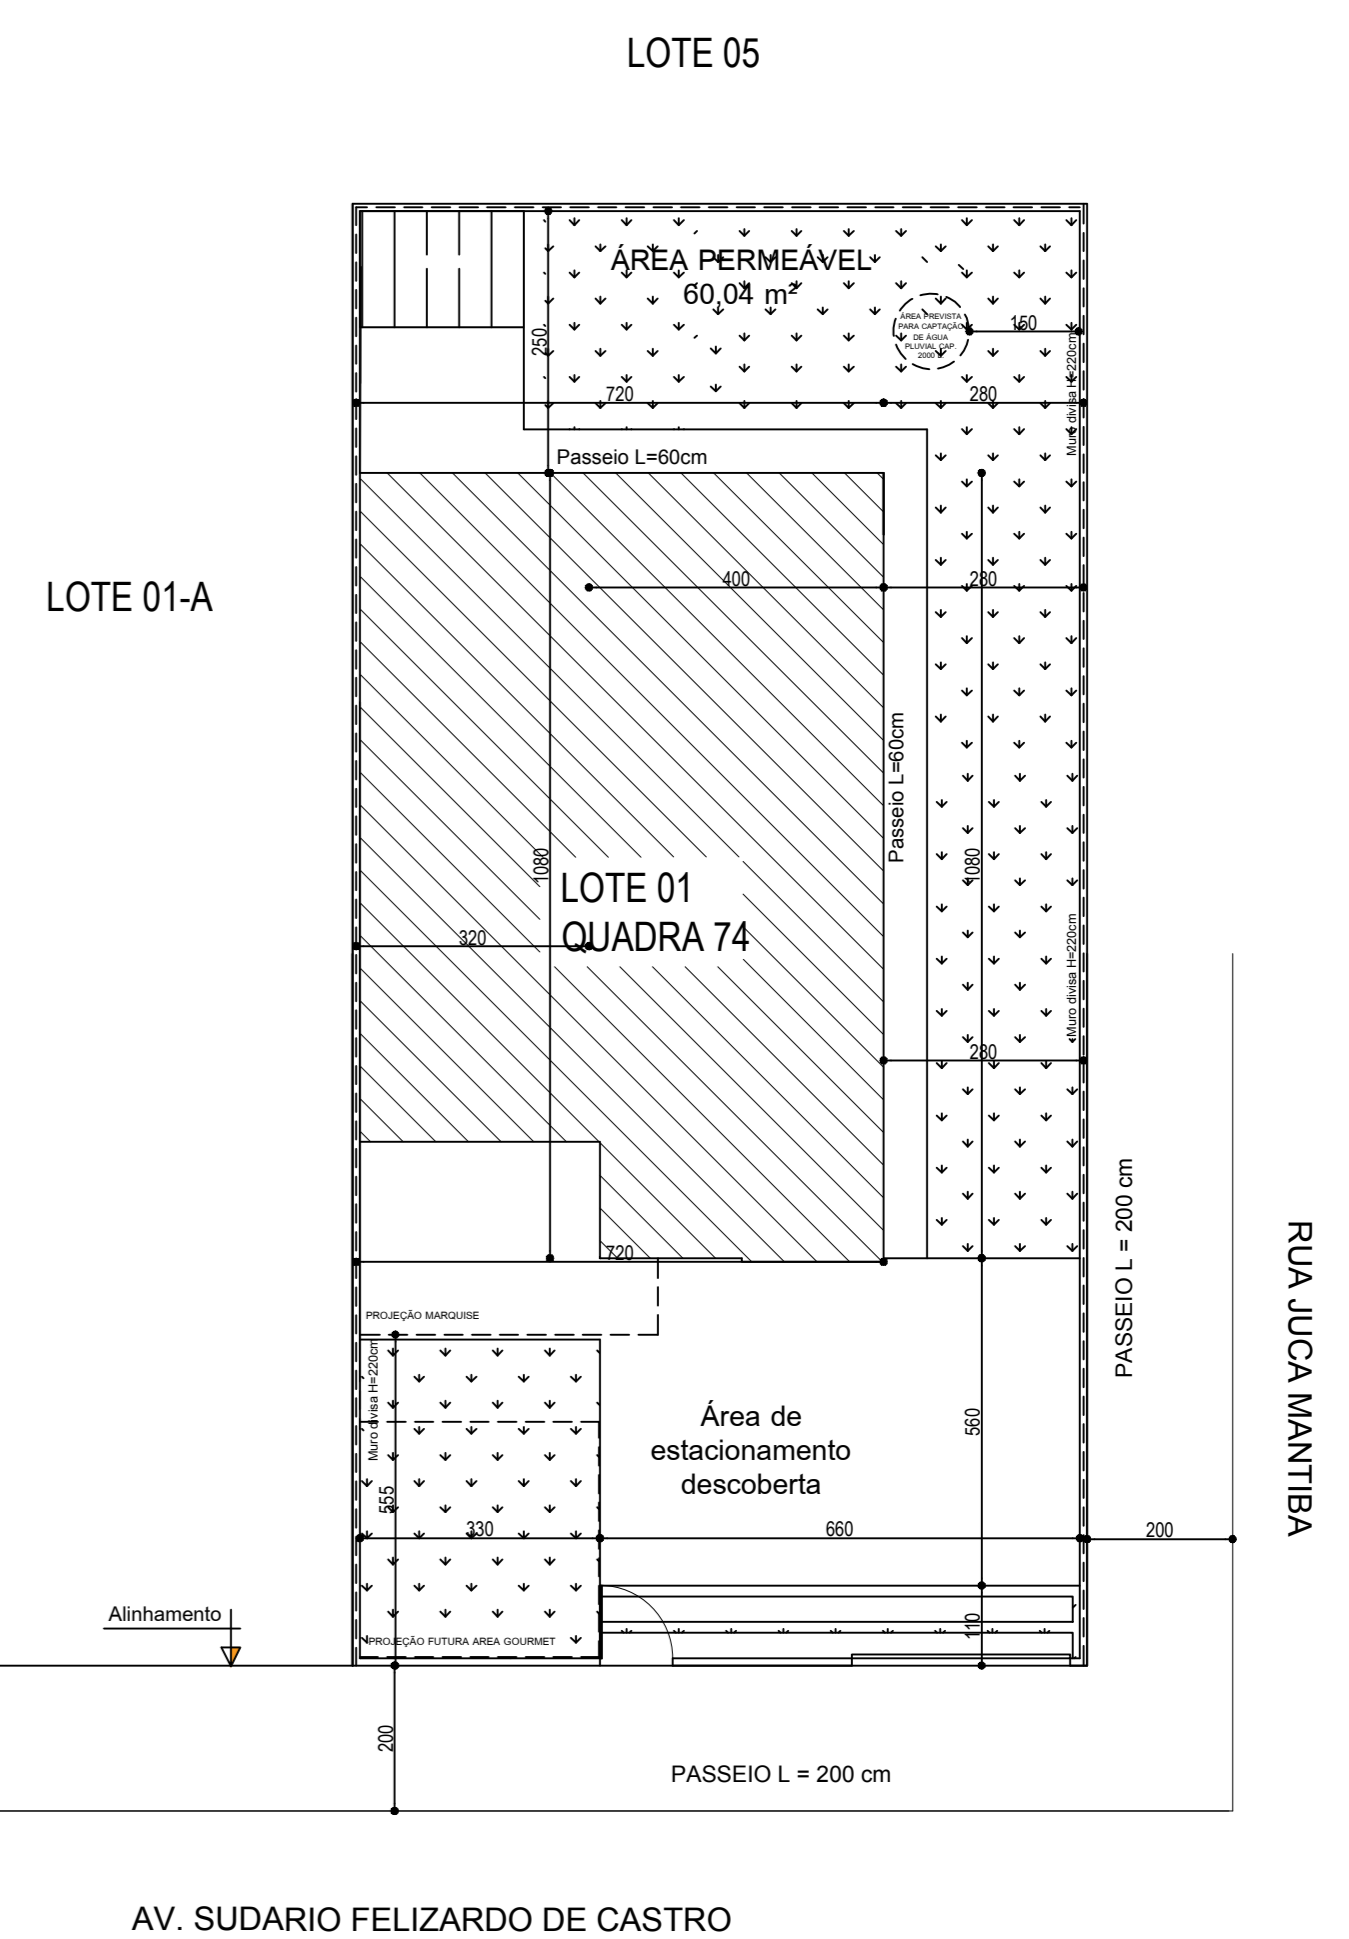 LOTE 05
ÁREA PERMEÁVEL
60,04 m²
ÁREA PREVISTA
PARA CAPTAÇÃO
DE ÁGUA
PLUVIAL CAP.
2000 L.
150
250
Muro divisa H=220cm
720
280
Passeio L=60cm
LOTE 01-A
400
280
Passeio L=60cm
1080
1080
LOTE 01
QUADRA 74
320
Muro divisa H=220cm
280
PASSEIO L = 200 cm
RUA JUCA MANTIBA
720
PROJEÇÃO MARQUISE
Muro divisa H=220cm
Área de
estacionamento
descoberta
560
555
330
660
200
Alinhamento
PROJEÇÃO FUTURA AREA GOURMET
110
200
PASSEIO L = 200 cm
AV. SUDARIO FELIZARDO DE CASTRO